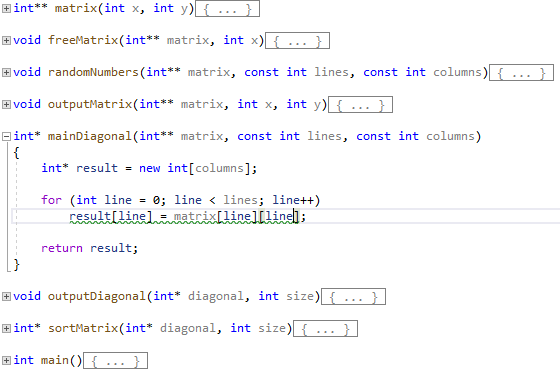 int** matrix(int x, int y){ ... }
void freeMatrix(int** matrix, int x){ ... }
void randomNumbers(int** matrix, const int lines, const int columns){ ... }
void outputMatrix(int** matrix, int x, int y){ ... }
int* mainDiagonal(int** matrix, const int lines, const int columns)
{
int* result = new int[columns];
for (int line = 0; line < lines; line++)
result[line] = matrix[line][line];
return result;
}
void outputDiagonal(int* diagonal, int size){ ... }
int* sortMatrix(int* diagonal, int size){ ... }
int main(){ ... }